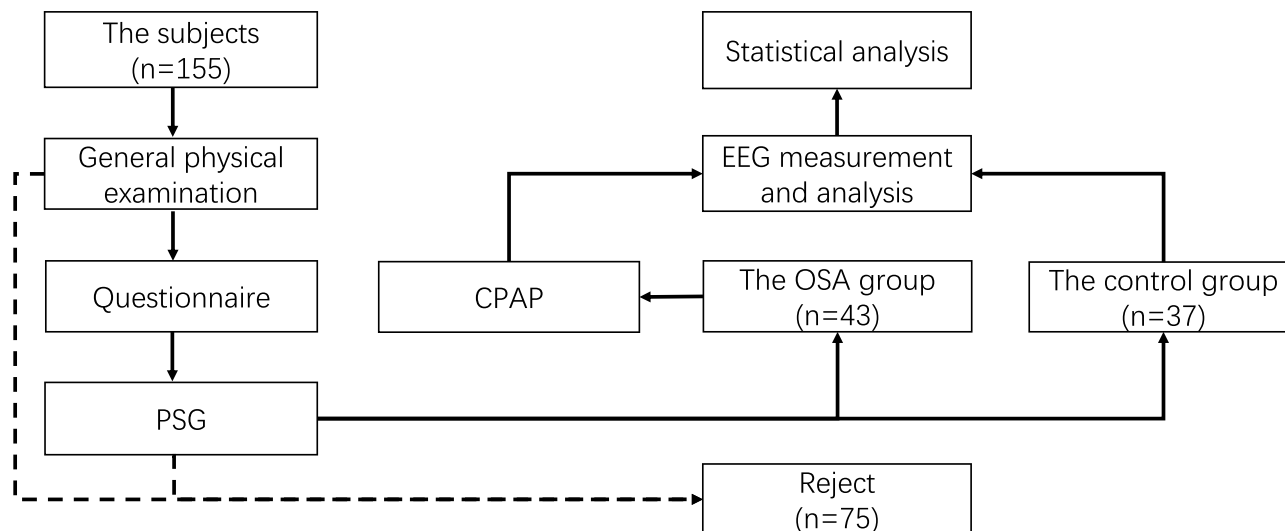 The subjects
(n=155)
General physical
examination
Questionnaire
PSG
Statistical analysis
EEG measurement
and analysis
CPAP
The OSA group
(n=43)
The control group
(n=37)
Reject
(n=75)